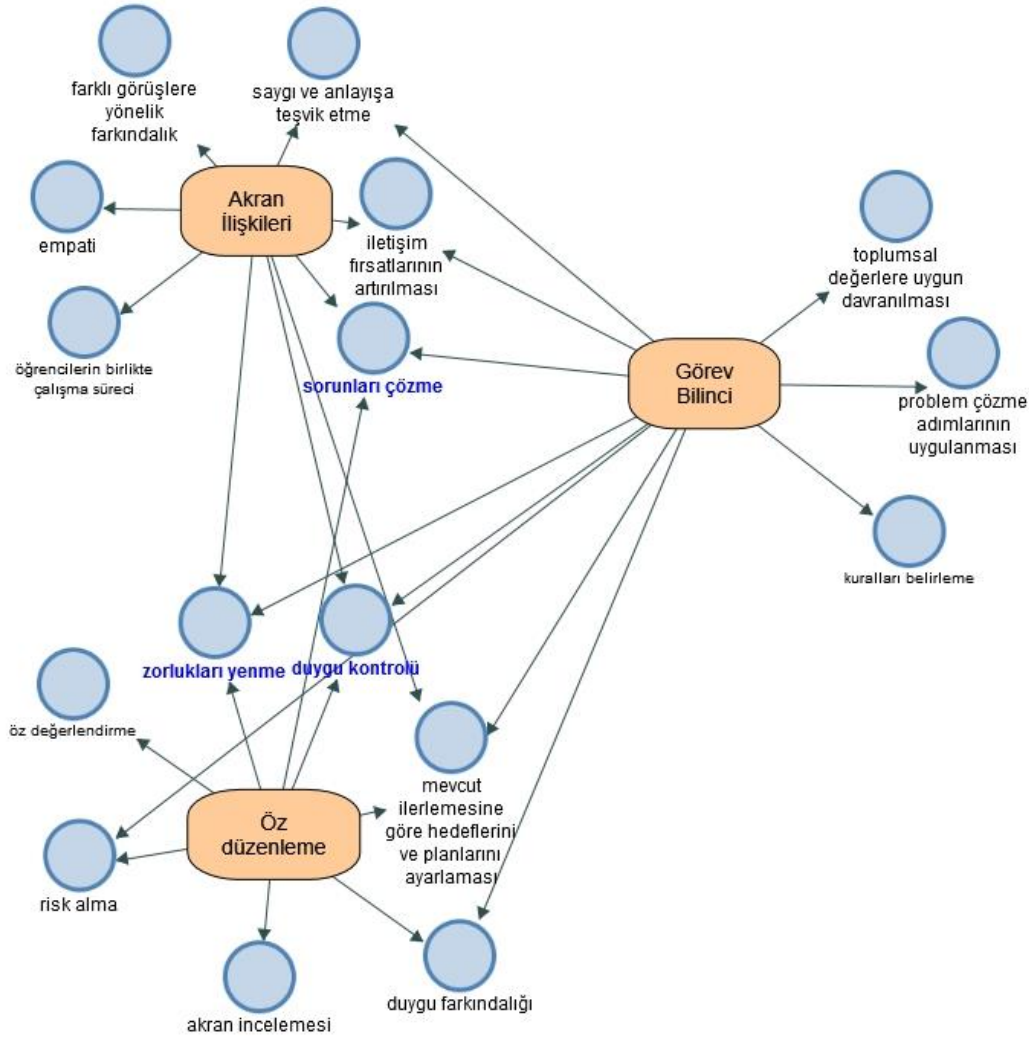 farklı görüşlere
yönelik
farkındalık
saygı ve anlayışa
teşvik etme
Akran
İlişkileri
empati
iletişim
fırsatlarının
artırılması
toplumsal
değerlere uygun
davranılması
öğrencilerin birlikte
çalışma süreci
sorunları çözme
Görev
Bilinci
problem çözme
adımlarının
uygulanması
kuralları belirleme
zorlukları yenme
duygu kontrolü
öz değerlendirme
mevcut
ilerlemesine
göre hedeflerini
ve planlarını
ayarlaması
Öz
düzenleme
risk alma
duygu farkındalığı
akran incelemesi